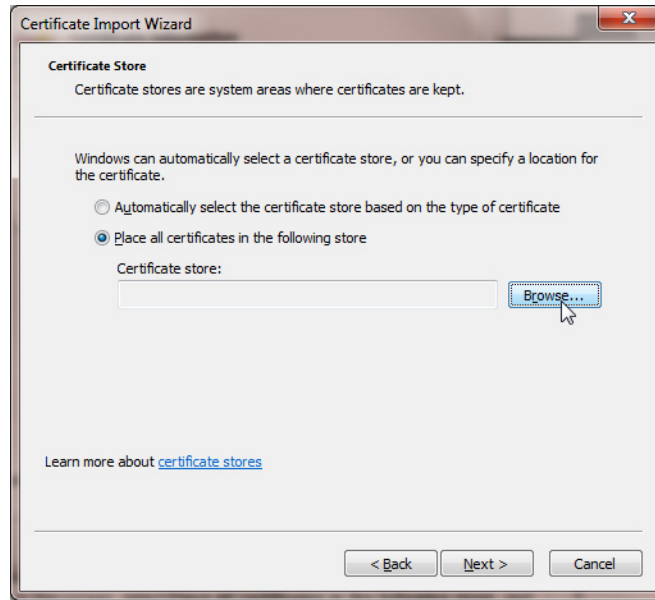 Certificate Import Wizard
Certificate Store
Certificate stores are system areas where certificates are kept.
Windows can automatically select a certificate store, or you can specify a location for
the certificate.
Automatically select the certificate store based on the type of certificate
Place all certificates in the following store
Certificate store:
Browse...
Learn more about certificate stores
< Back
Next >
Cancel